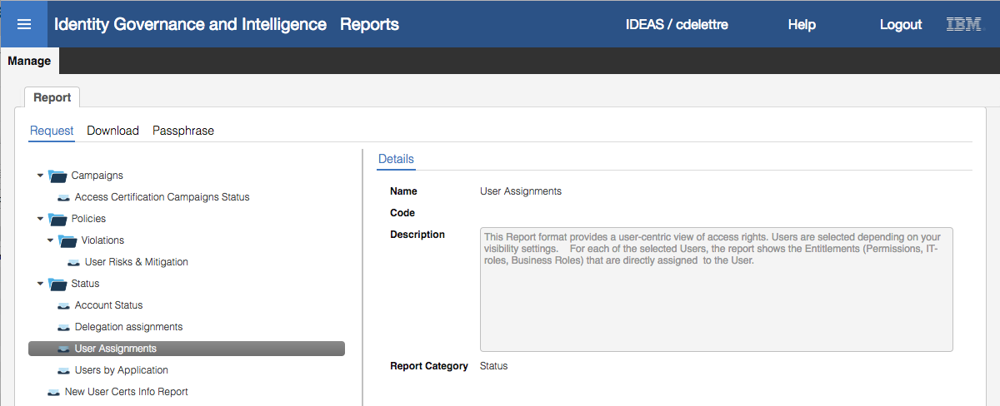 Identity Governance and Intelligence Reports IDEAS / cdelettre Help Logout IBM
Manage
Report
Request Download Passphrase
Details
Campaigns
Access Certification Campaigns Status
Policies
Violations
User Risks & Mitigation
Status
Account Status
Delegation assignments
User Assignments
Users by Application
New User Certs Info Report
Name User Assignments
Code
Description
This Report format provides a user-centric view of access rights. Users are selected depending on your
visibility settings. For each of the selected Users, the report shows the Entitlements (Permissions, IT-
roles, Business Roles) that are directly assigned to the User.
Report Category Status